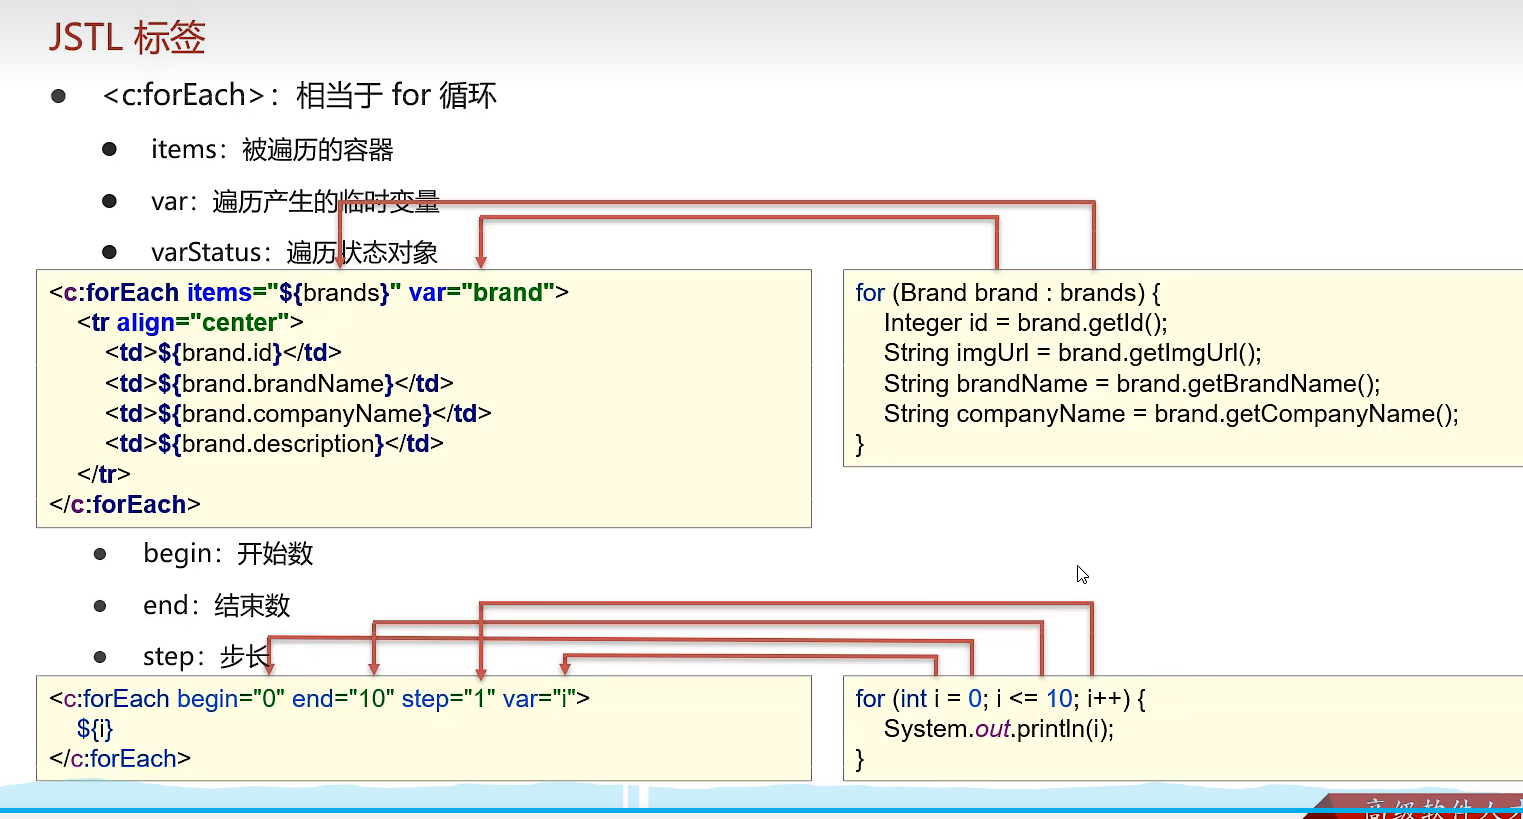 JSTL 标签
<c:forEach>：相当于 for 循环
items：被遍历的容器
var：遍历产生的临时变量
varStatus：遍历状态对象
<c:forEach items="${brands}" var="brand">
<tr align="center">
<td>${brand.id}</td>
<td>${brand.brandName}</td>
<td>${brand.companyName}</td>
<td>${brand.description}</td>
</tr>
</c:forEach>
for (Brand brand : brands) {
Integer id = brand.getId();
String imgUrl = brand.getImgUrl();
String brandName = brand.getBrandName();
String companyName = brand.getCompanyName();
}
begin：开始数
end：结束数
step：步长
<c:forEach begin="0" end="10" step="1" var="i">
${i}
</c:forEach>
for (int i = 0; i <= 10; i++) {
System.out.println(i);
}
高级软件人才